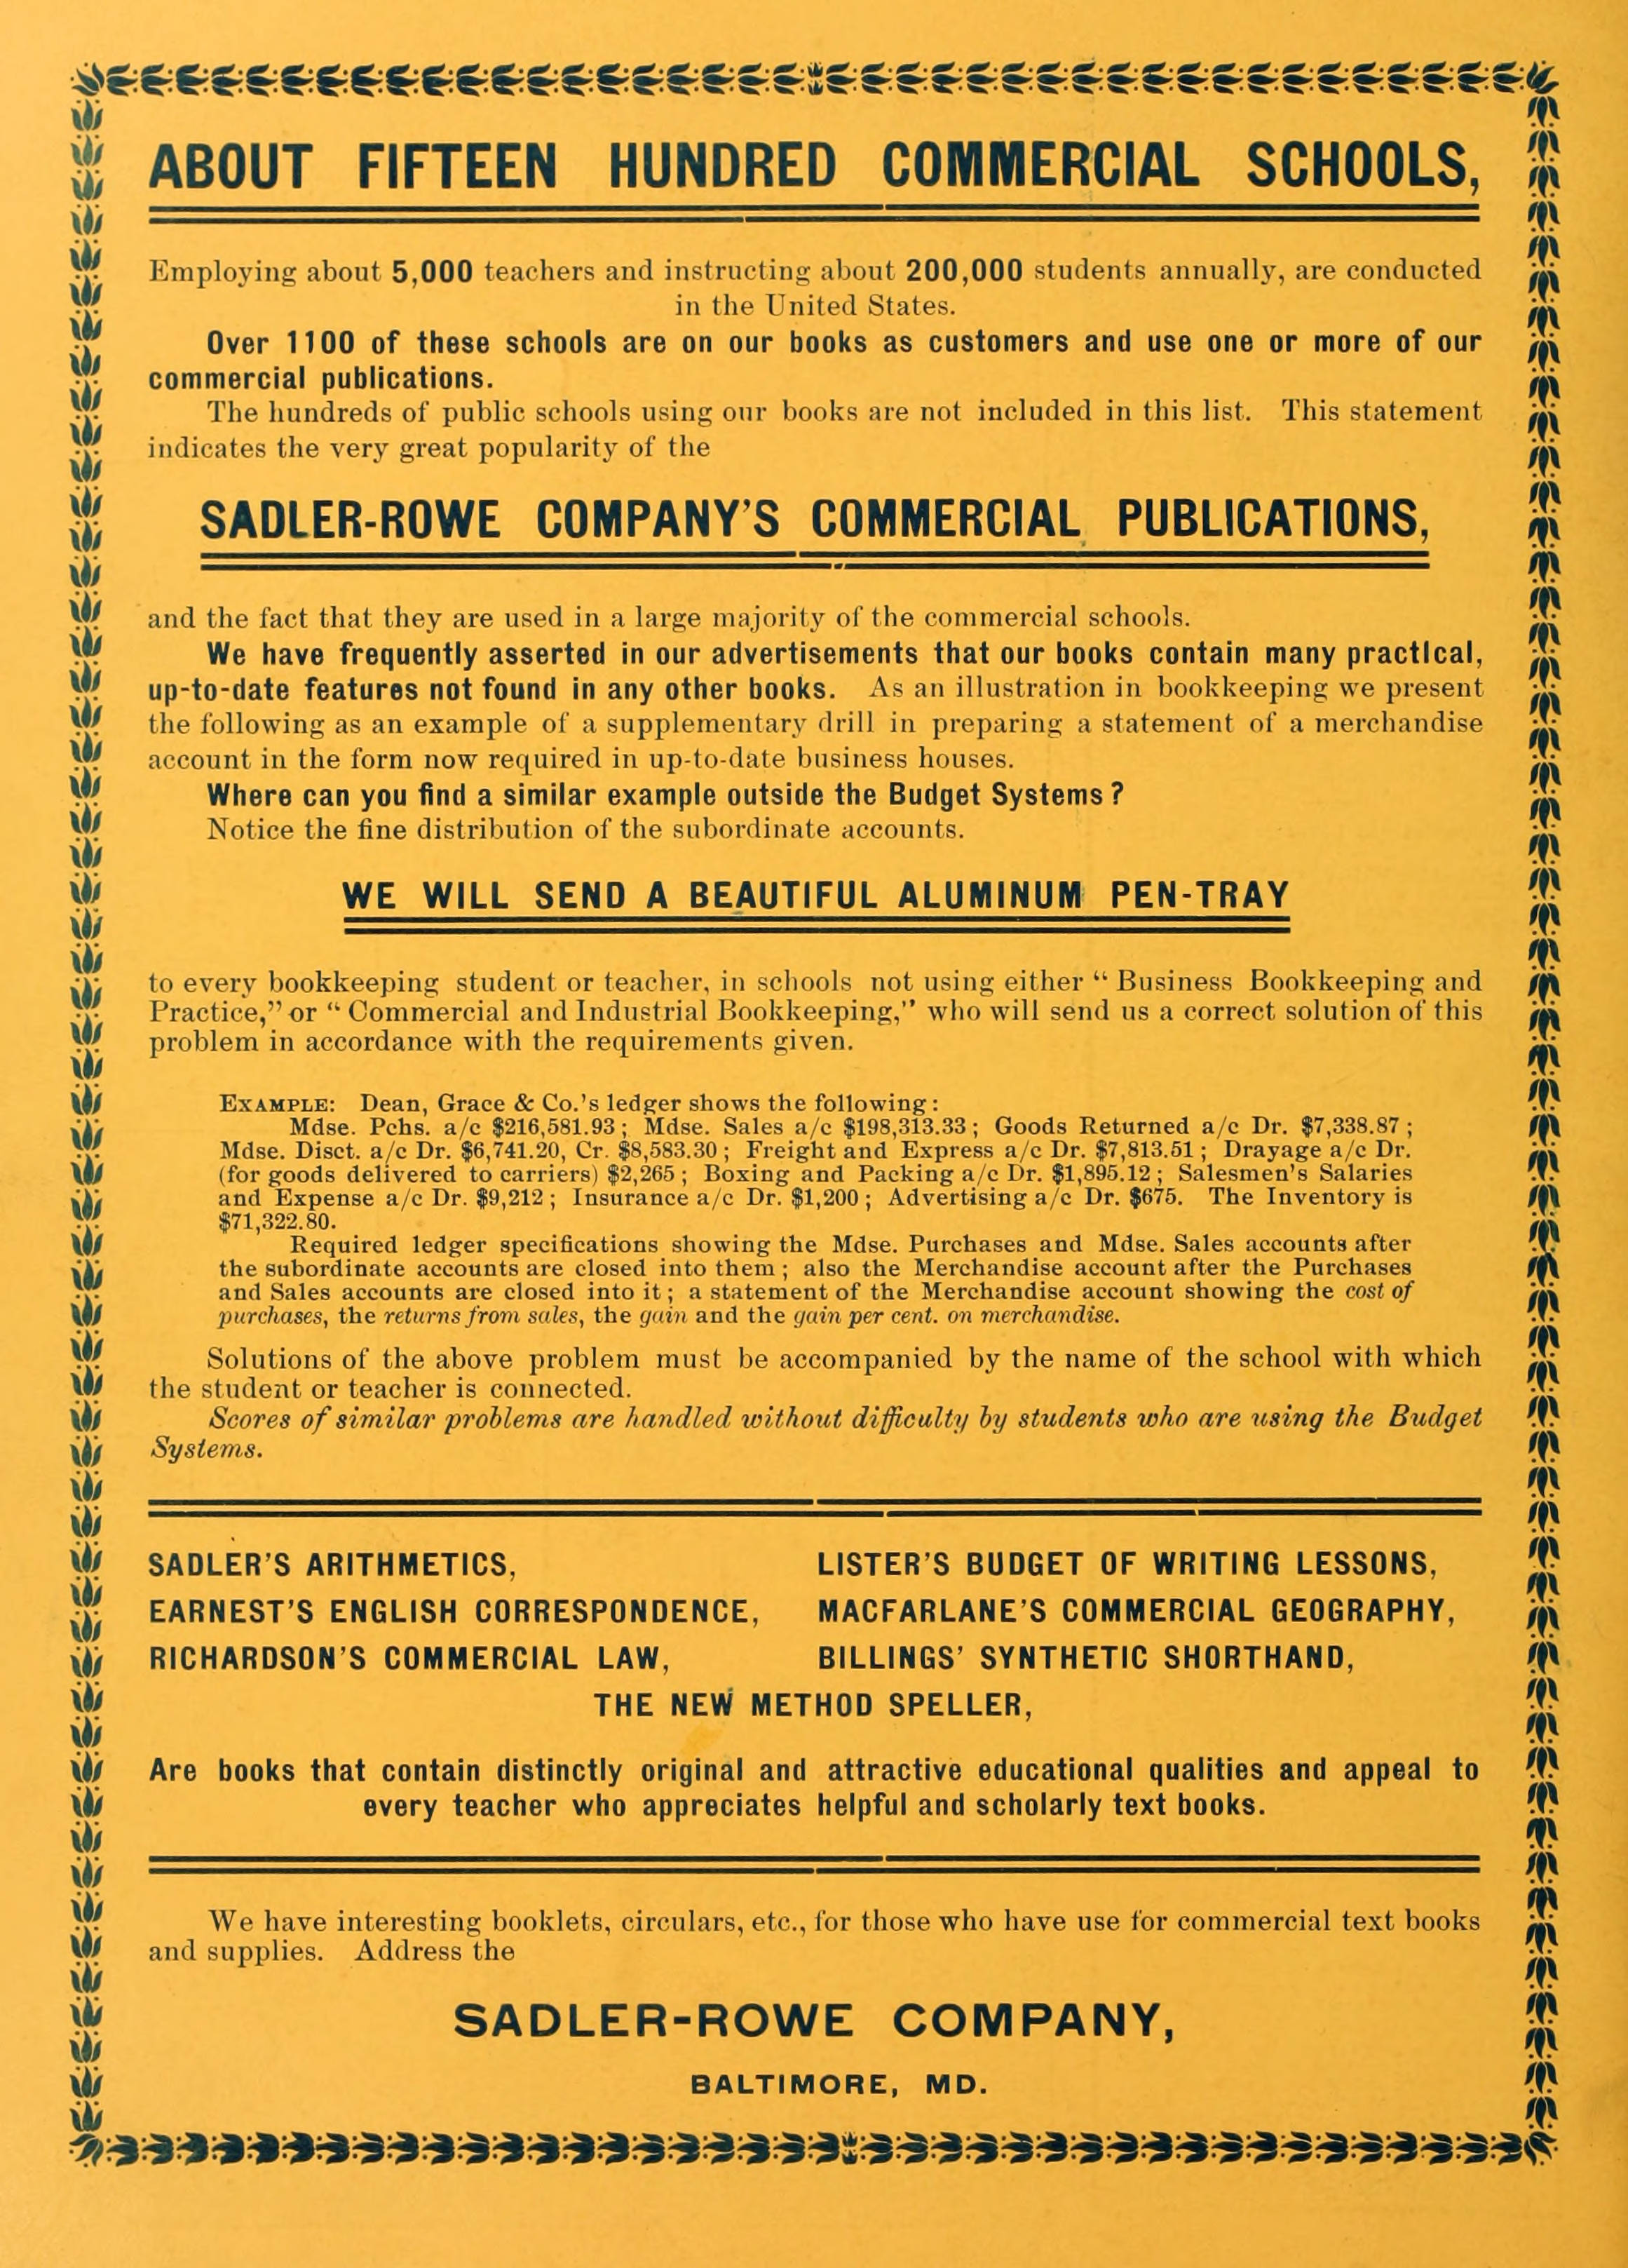 ABOUT FIFTEEN HUNDRED COMMERCIAL SCHOOLS,
Employing about 5,000 teachers and instructing about 200,000 students annually, are conducted
in the United States.
Over 1100 of these schools are on our books as customers and use one or more of our
commercial publications.
The hundreds of public schools using our books are not included in this list. This statement
indicates the very great popularity of the
SADLER-ROWE COMPANY'S COMMERCIAL PUBLICATIONS,
and the fact that they are used in a large majority of the commercial schools.
We have frequently asserted in our advertisements that our books contain many practical,
up-to-date features not found in any other books. As an illustration in bookkeeping we present
the following as an example of a supplementary drill in preparing a statement of a merchandise
account in the form now required in up-to-date business houses.
Where can you find a similar example outside the Budget Systems?
Notice the fine distribution of the subordinate accounts.
WE WILL SEND A BEAUTIFUL ALUMINUM PEN-TRAY
to every bookkeeping student or teacher, in schools not using either “ Business Bookkeeping and
Practice,” or “ Commercial and Industrial Bookkeeping,” who will send us a correct solution of this
problem in accordance with the requirements given.
EXAMPLE: Dean, Grace & Co.'s ledger shows the following:
Mdse. Pchs. a/c $216,581.93; Mdse. Sales a/c $198,313.33; Goods Returned a/c Dr. $7,338.87;
Mdse. Disct. a/c Dr. $6,741.20, Cr. $8,583.30; Freight and Express a/c Dr. $7,813.51; Drayage a/c Dr.
(for goods delivered to carriers) $2,265; Boxing and Packing a/c Dr. $1,895.12; Salesmen's Salaries
and Expense a/c Dr. $9,212; Insurance a/c Dr. $1,200; Advertising a/c Dr. $675. The Inventory is
$71,322.80.
Required ledger specifications showing the Mdse. Purchases and Mdse. Sales accounts after
the subordinate accounts are closed into them; also the Merchandise account after the Purchases
and Sales accounts are closed into it; a statement of the Merchandise account showing the cost of
purchases, the returns from sales, the gain and the gain per cent. on merchandise.
Solutions of the above problem must be accompanied by the name of the school with which
the student or teacher is connected.
Scores of similar problems are handled without difficulty by students who are using the Budget
Systems.
SADLER'S ARITHMETICS, LISTER'S BUDGET OF WRITING LESSONS,
EARNEST'S ENGLISH CORRESPONDENCE, MACFARLANE'S COMMERCIAL GEOGRAPHY,
RICHARDSON'S COMMERCIAL LAW, BILLINGS' SYNTHETIC SHORTHAND,
THE NEW METHOD SPELLER,
Are books that contain distinctly original and attractive educational qualities and appeal to
every teacher who appreciates helpful and scholarly text books.
We have interesting booklets, circulars, etc., for those who have use for commercial text books
and supplies. Address the
SADLER-ROWE COMPANY,
BALTIMORE, MD.